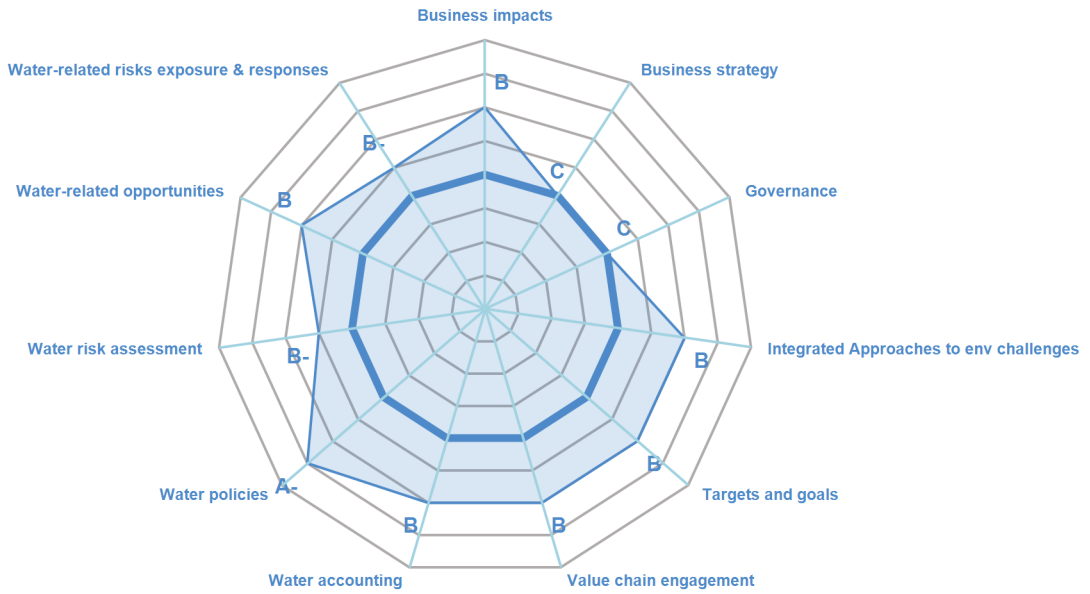 Business impacts
Water-related risks exposure & responses
Business strategy
B
B-
C
Water-related opportunities
B
Governance
C
Water risk assessment
B-
Integrated Approaches to env challenges
B
B
Water policies
A-
Targets and goals
B
B
Water accounting
Value chain engagement